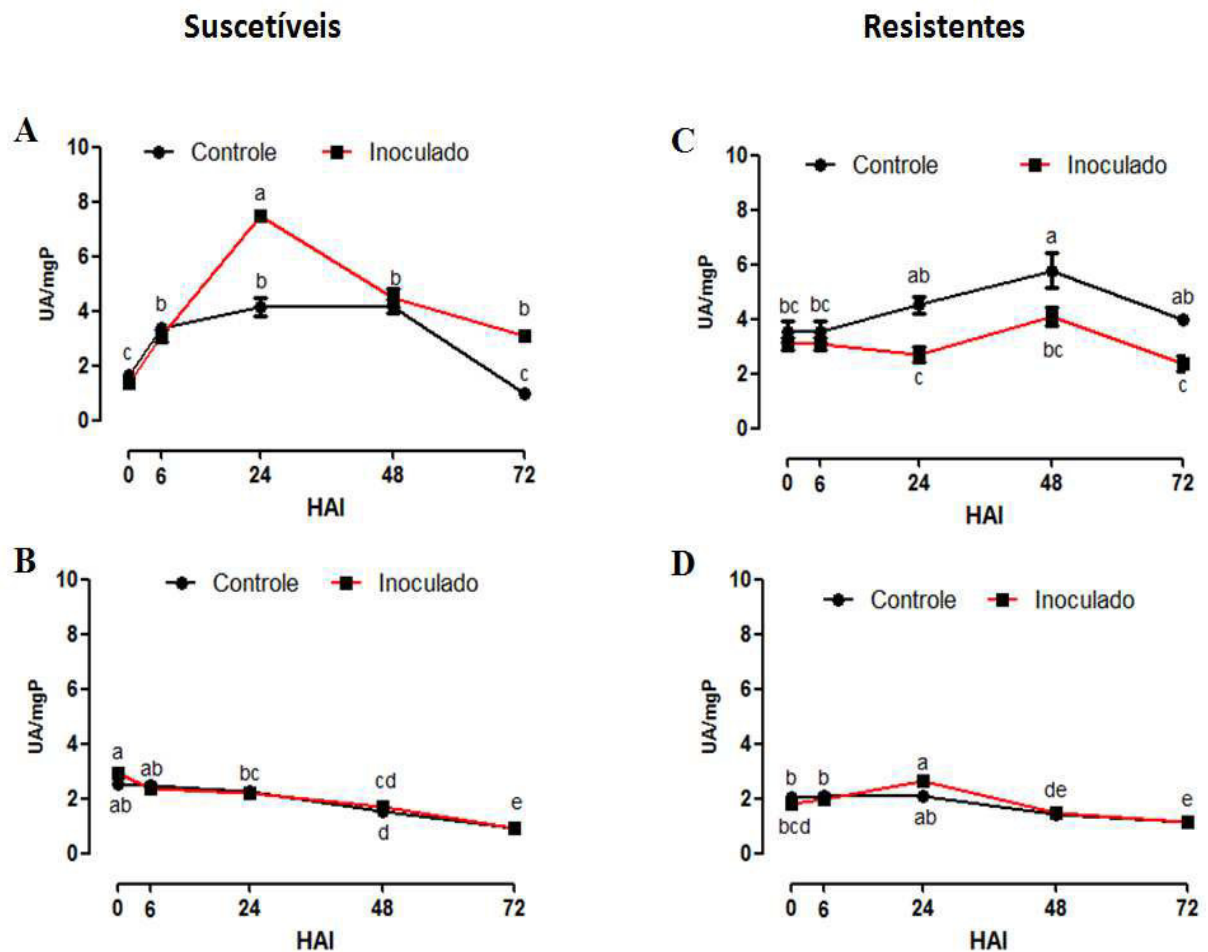 Suscetíveis
Resistentes
A
Controle
Inoculado
UA/mgP
10
8
6
4
2
0
c
b
a
b
b
b
c
0
6
24
48
72
HAI
C
Controle
Inoculado
UA/mgP
10
8
6
4
2
0
bc
bc
ab
a
ab
c
bc
c
0
6
24
48
72
HAI
B
Controle
Inoculado
UA/mgP
10
8
6
4
2
0
a
ab
bc
cd
e
ab
d
0
6
24
48
72
HAI
D
Controle
Inoculado
UA/mgP
10
8
6
4
2
0
b
b
a
de
e
bcd
ab
0
6
24
48
72
HAI